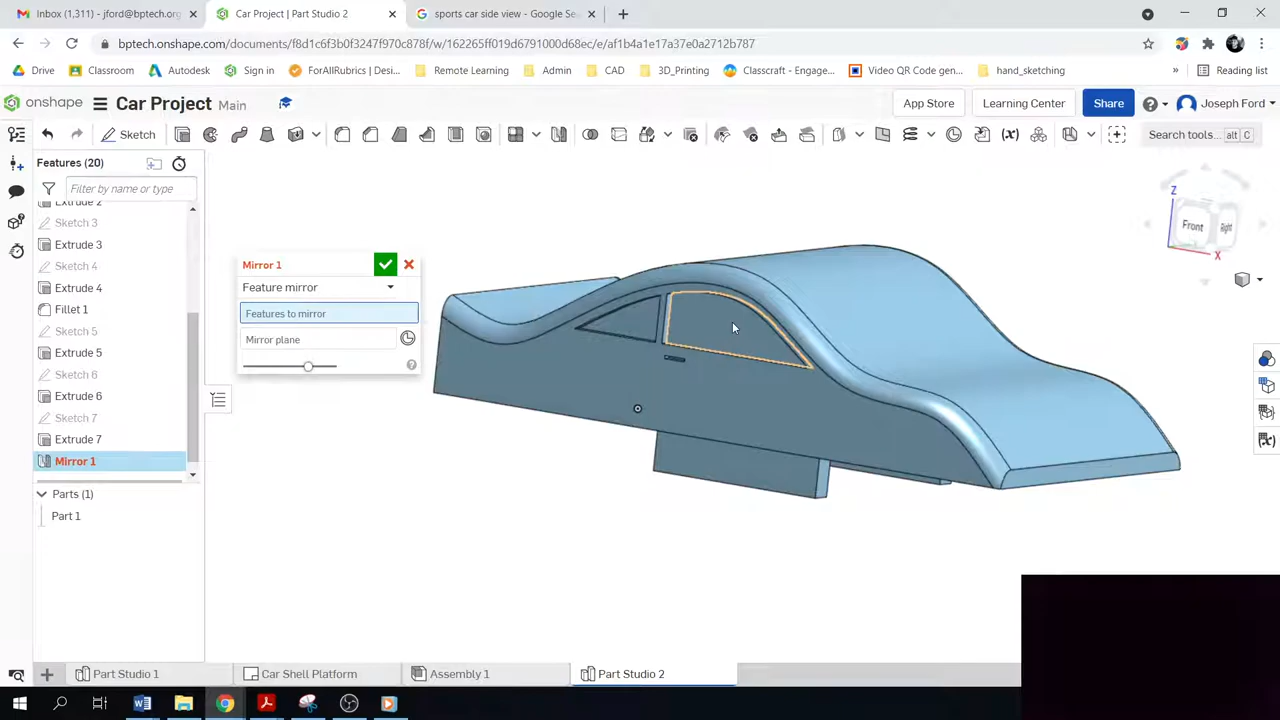 Inbox (1,311) - jford@bptech.org
Car Project | Part Studio 2
sports car side view - Google Se
bptech.onshape.com/documents/f8d1c6f3b0f3247f970c878f/w/162265ff019d6791000d68ec/e/af1b4a1e17a37e0a2712b787
Drive
Classroom
Autodesk
Sign in
ForAllRubrics | Desi...
Remote Learning
Admin
CAD
3D_Printing
Classcraft - Engage...
Video QR Code gen...
hand_sketching
»
Reading list
onshape
Car Project Main
App Store
Learning Center
Share
Joseph Ford
Sketch
Search tools... alt C
Features (20)
Filter by name or type
Extrude 2
Sketch 3
Extrude 3
Sketch 4
Extrude 4
Fillet 1
Sketch 5
Extrude 5
Sketch 6
Extrude 6
Sketch 7
Extrude 7
Mirror 1
Parts (1)
Part 1
Mirror 1
Feature mirror
Features to mirror
Mirror plane
Z
Front
Right
X
Part Studio 1
Car Shell Platform
Assembly 1
Part Studio 2